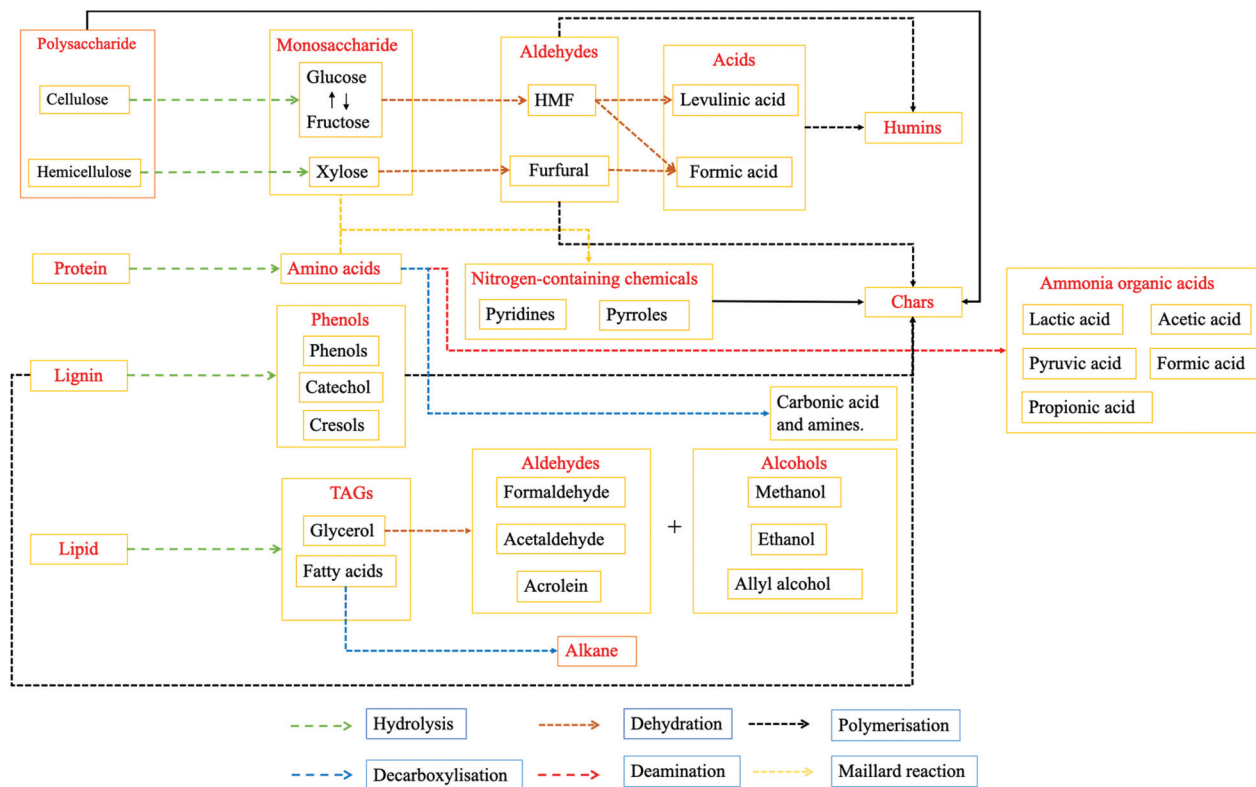 Polysaccharide
Cellulose
Hemicellulose
Monosaccharide
Glucose
Fructose
Xylose
Aldehydes
HMF
Furfural
Acids
Levulinic acid
Formic acid
Humins
Protein
Amino acids
Nitrogen-containing chemicals
Pyridines
Pyrroles
Chars
Ammonia organic acids
Lactic acid
Acetic acid
Pyruvic acid
Formic acid
Propionic acid
Lignin
Phenols
Phenols
Catechol
Cresols
Carbonic acid
and amines.
Lipid
TAGs
Glycerol
Fatty acids
Aldehydes
Formaldehyde
Acetaldehyde
Acrolein
+
Alcohols
Methanol
Ethanol
Allyl alcohol
Alkane
Hydrolysis
Dehydration
Polymerisation
Decarboxylisation
Deamination
Maillard reaction